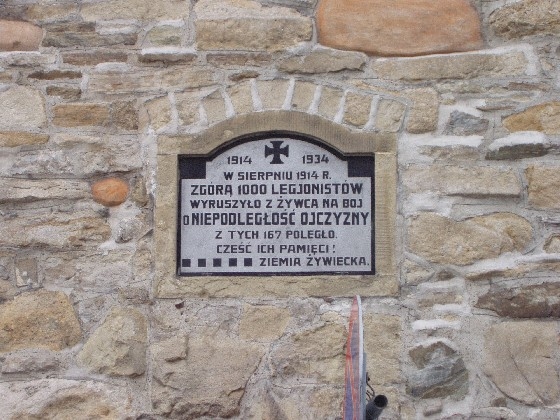 1914 1934
W SIERPNIU 1914 R.
ZGÓRĄ 1000 LEGJONISTÓW
WYRUSZYŁO Z ŻYWCA NA BÓJ
O NIEPODLEGŁOŚĆ OJCZYZNY
Z TYCH 167 POLEGŁO.
CZEŚĆ ICH PAMIĘCI!
ZIEMIA ŻYWIECKA.